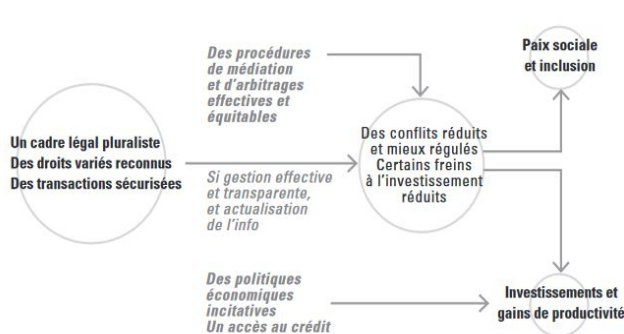 Des procédures
de médiation
et d'arbitrages
effectives et
équitables
Paix sociale
et inclusion
Un cadre légal pluraliste
Des droits variés reconnus
Des transactions sécurisées
Si gestion effective
et transparente,
et actualisation
de l'info
Des conflits réduits
et mieux régulés
Certains freins
à l'investissement
réduits
Des politiques
économiques
incitatives
Un accès au crédit
Investissements et
gains de productivité